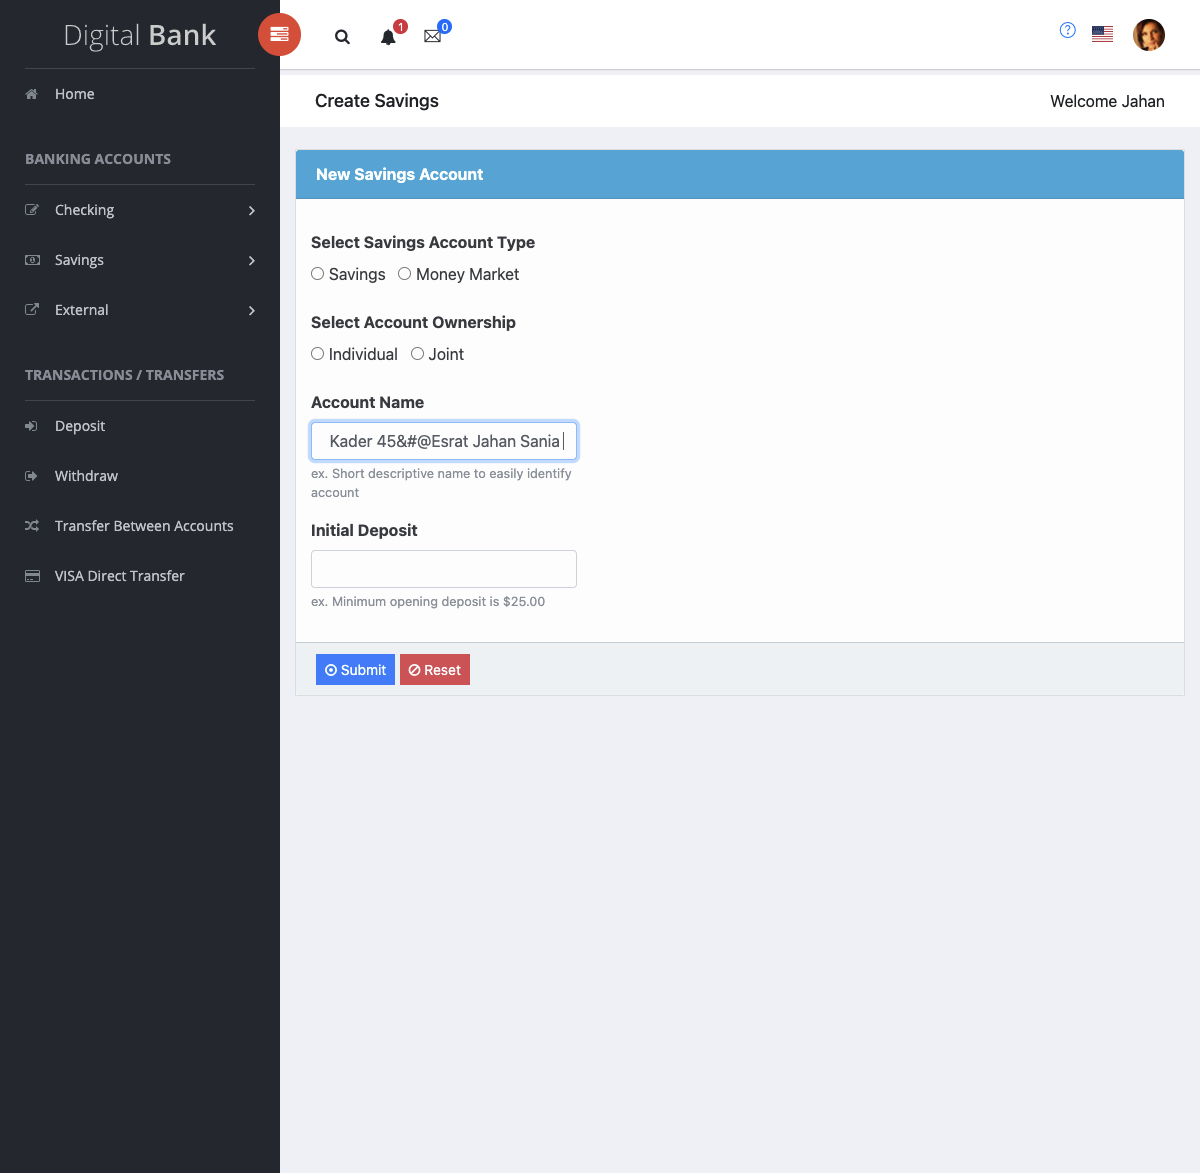 Digital Bank
1
0
Home
BANKING ACCOUNTS
Checking
Savings
External
TRANSACTIONS / TRANSFERS
Deposit
Withdraw
Transfer Between Accounts
VISA Direct Transfer
Create Savings
Welcome Jahan
New Savings Account
Select Savings Account Type
Savings Money Market
Select Account Ownership
Individual Joint
Account Name
Kader 45&#@Esrat Jahan Sania
ex. Short descriptive name to easily identify
account
Initial Deposit
ex. Minimum opening deposit is $25.00
Submit Reset